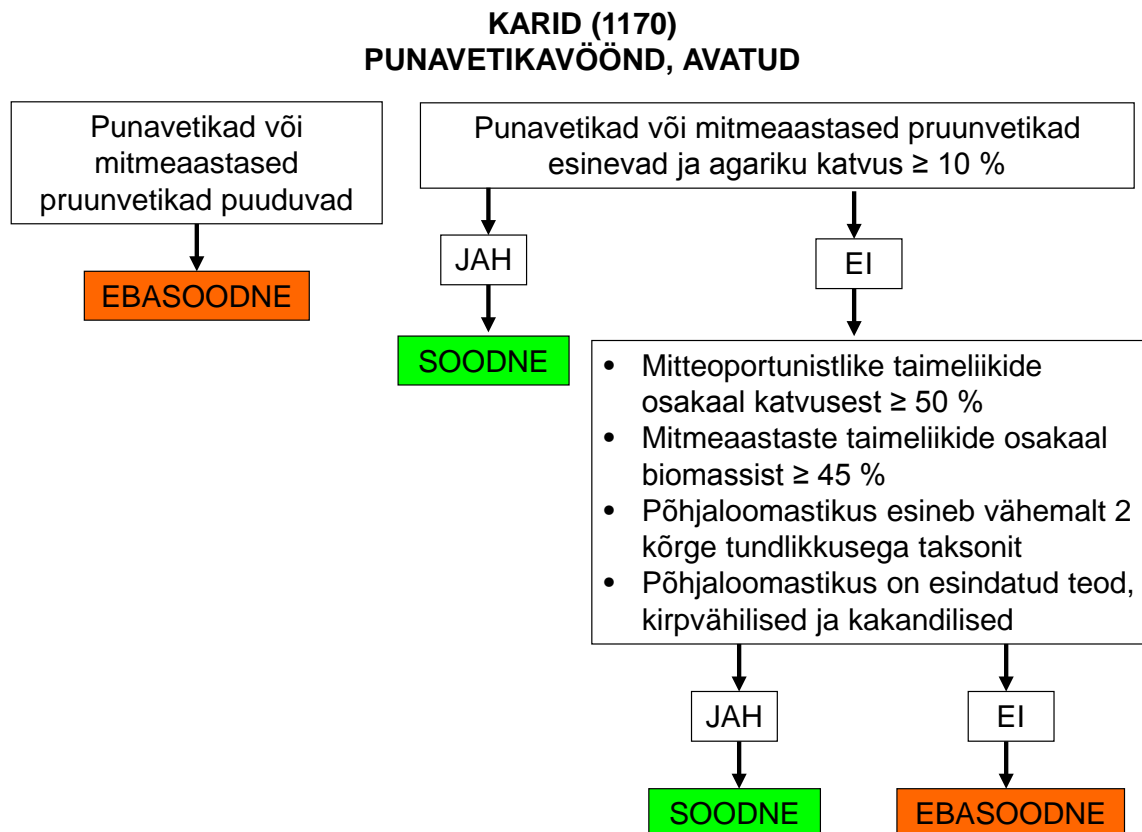 KARID (1170)
PUNAVETIKAVÖÖND, AVATUD
Punavetikad või
mitmeaastased
pruunvetikad puuduvad
EBASOODNE
Punavetikad või mitmeaastased pruunvetikad
esinevad ja agariku katvus ≥ 10 %
JAH
SOODNE
EI
• Mitteoportunistlike taimeliikide
osakaal katvusest ≥ 50 %
• Mitmeaastaste taimeliikide osakaal
biomassist ≥ 45 %
• Põhjaloomastikus esineb vähemalt 2
kõrge tundlikkusega taksonit
• Põhjaloomastikus on esindatud teod,
kirpvähilised ja kakandilised
JAH
SOODNE
EI
EBASOODNE